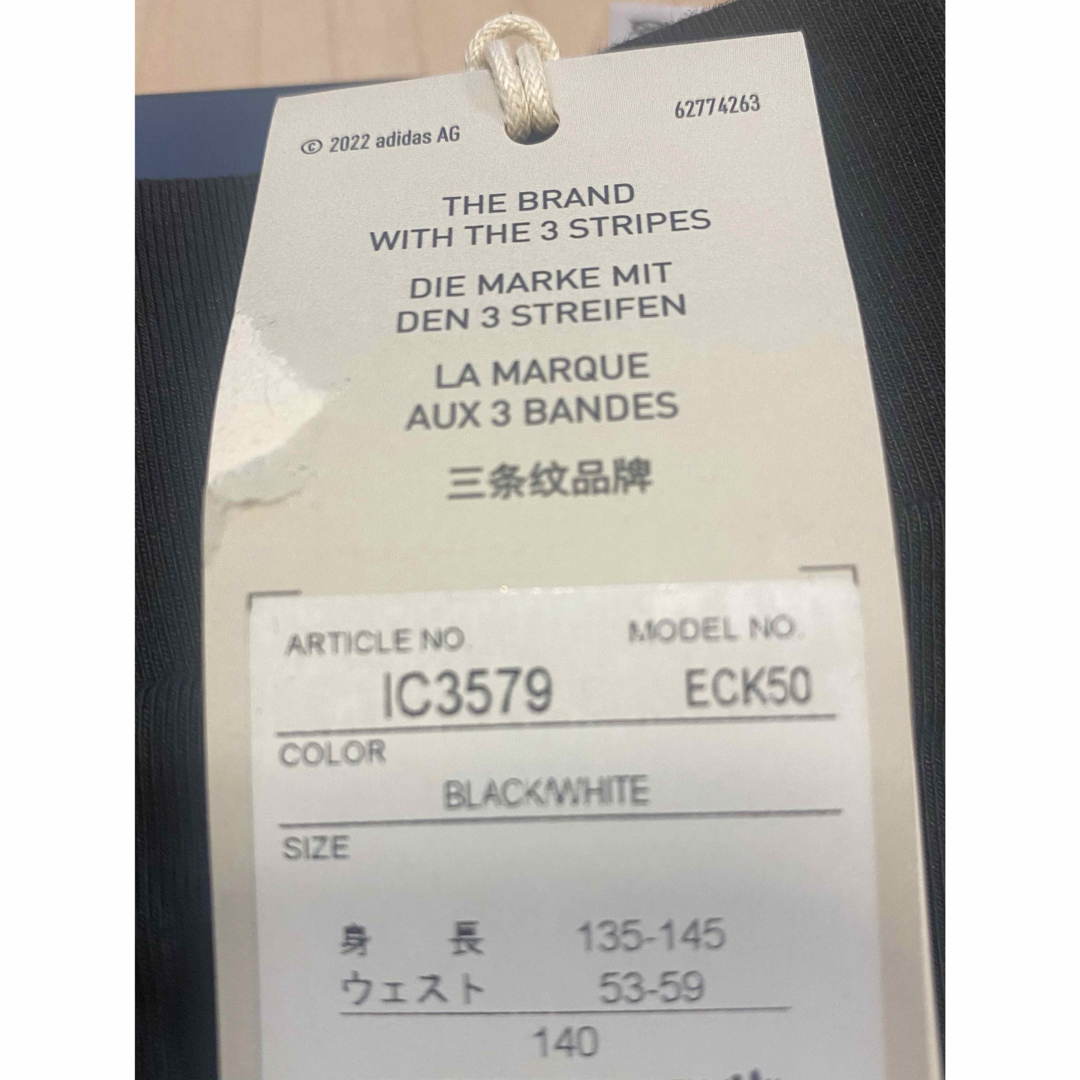 © 2022 adidas AG 62774263
THE BRAND
WITH THE 3 STRIPES
DIE MARKE MIT
DEN 3 STREIFEN
LA MARQUE
AUX 3 BANDES
三条纹品牌
ARTICLE NO. MODEL NO.
IC3579 ECK50
COLOR
BLACK/WHITE
SIZE
身 長 135-145
ウェスト 53-59
140